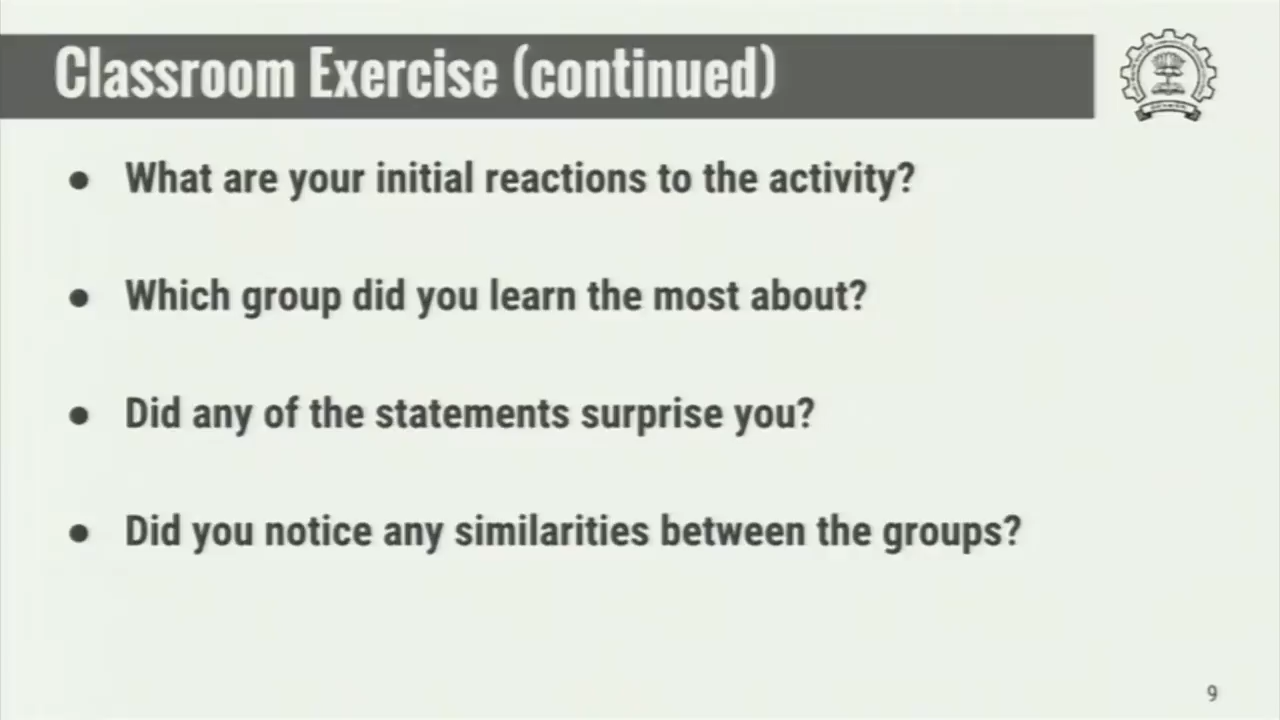 Classroom Exercise (continued)
● What are your initial reactions to the activity?
● Which group did you learn the most about?
● Did any of the statements surprise you?
● Did you notice any similarities between the groups?
9